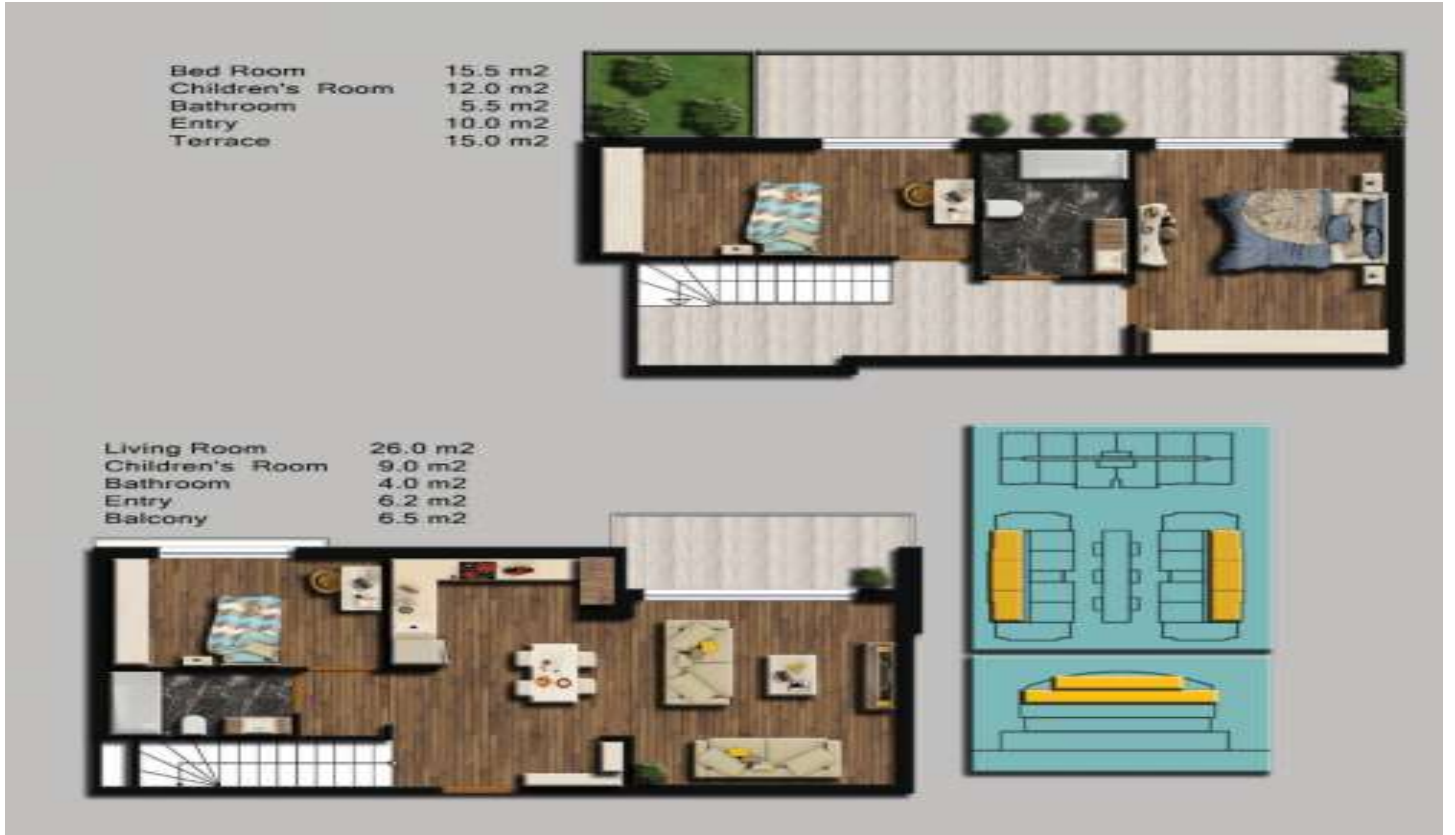 Bed Room 15.5 m2
Children's Room 12.0 m2
Bathroom 5.5 m2
Entry 10.0 m2
Terrace 15.0 m2
Living Room 26.0 m2
Children's Room 9.0 m2
Bathroom 4.0 m2
Entry 6.2 m2
Balcony 6.5 m2